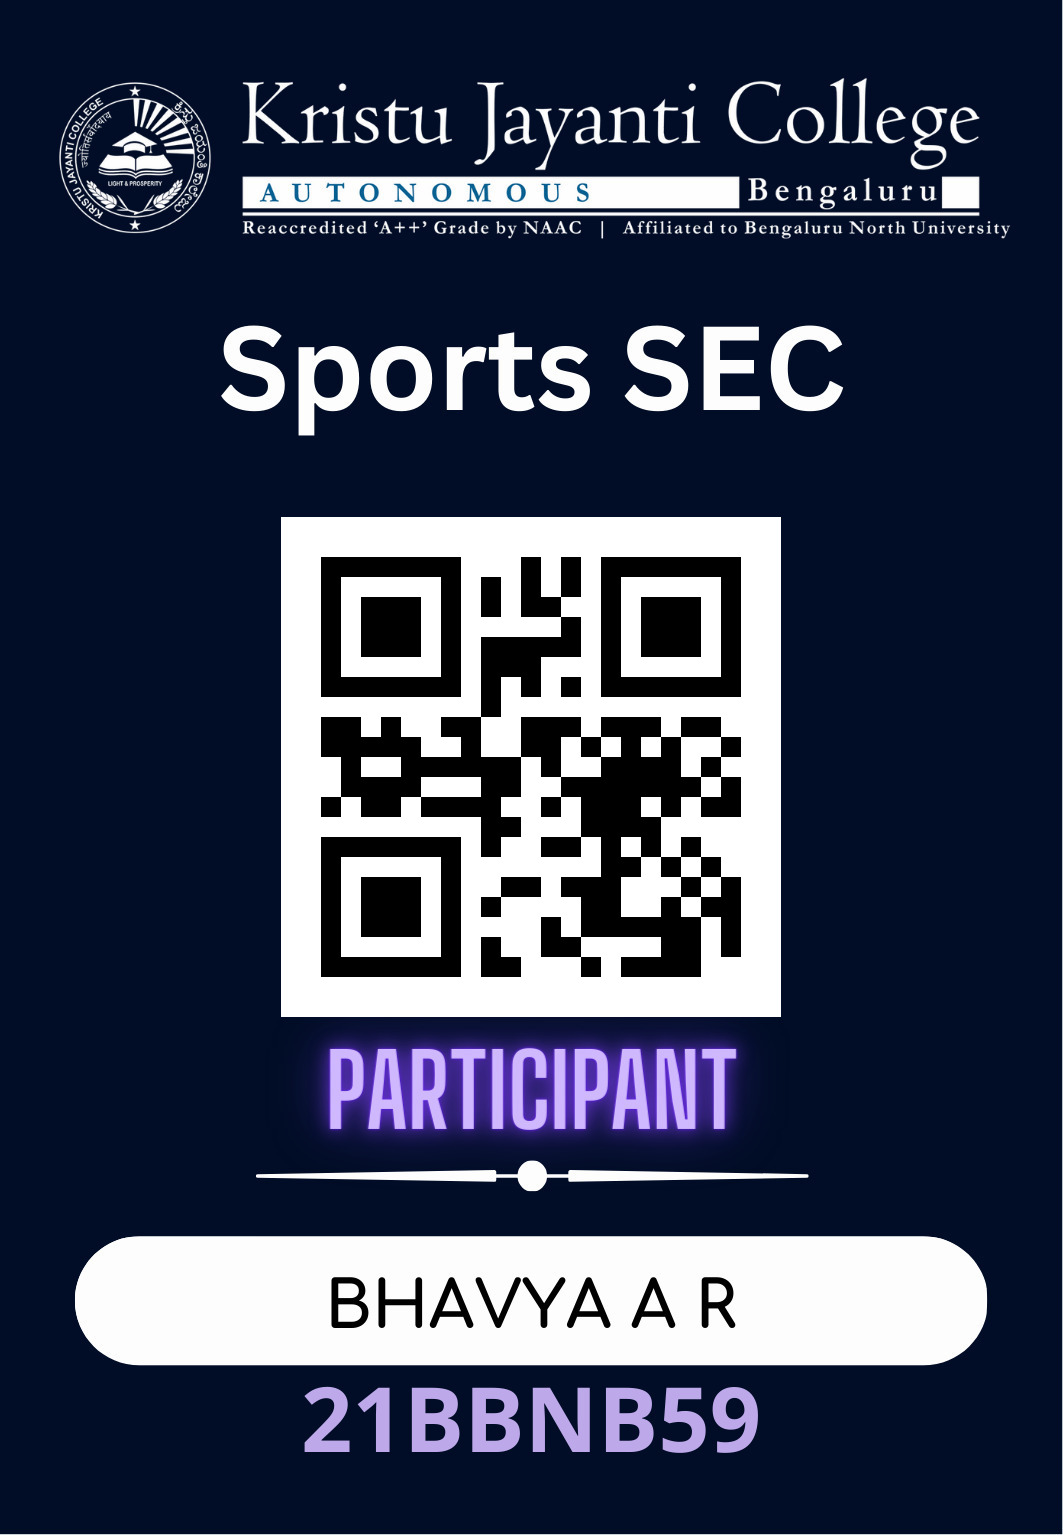 Kristu Jayanti College
AUTONOMOUS Bengaluru
Reaccredited ‘A++’ Grade by NAAC | Affiliated to Bengaluru North University
KRISTU JAYANTI COLLEGE
ಕ್ರಿಸ್ತು ಜಯಂತಿ ಕಾಲೇಜು
LIGHT & PROSPERITY
Sports SEC
PARTICIPANT
BHAVYA A R
21BBNB59